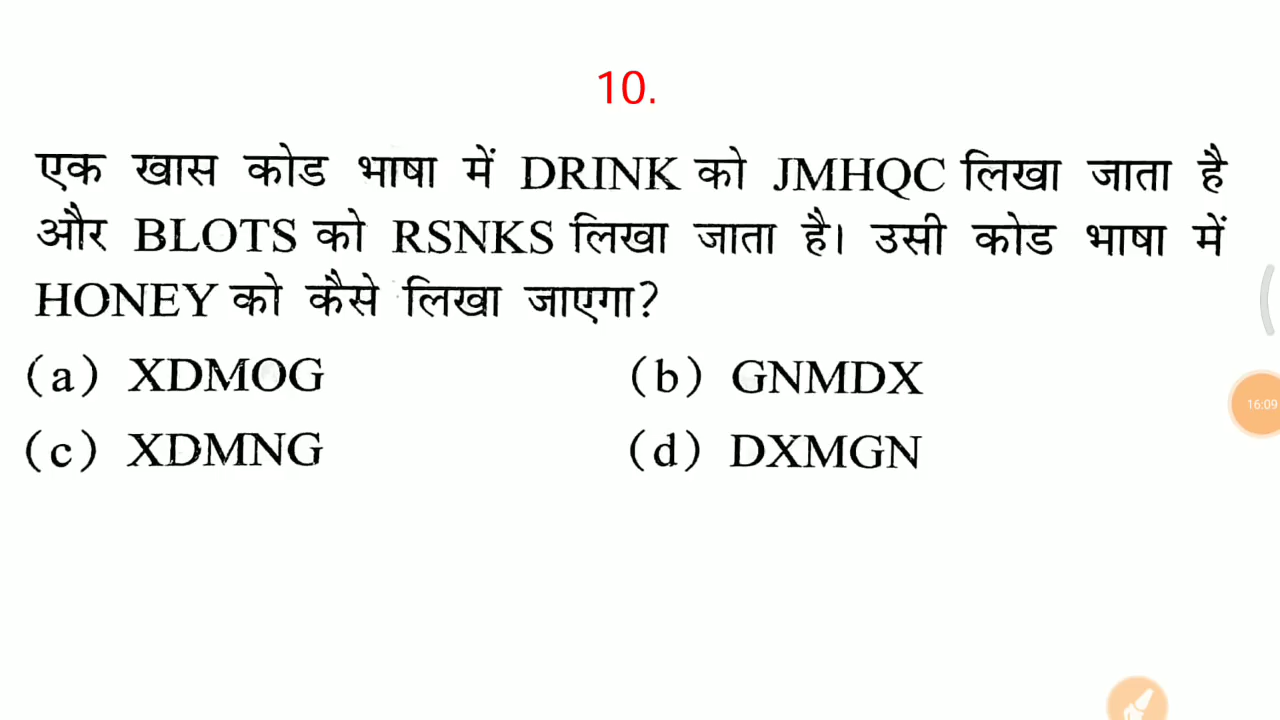 10.
एक खास कोड भाषा में DRINK को JMHQC लिखा जाता है
और BLOTS को RSNKS लिखा जाता है। उसी कोड भाषा में
HONEY को कैसे लिखा जाएगा?
(a) XDMOG (b) GNMDX
16:09
(c) XDMNG (d) DXMGN